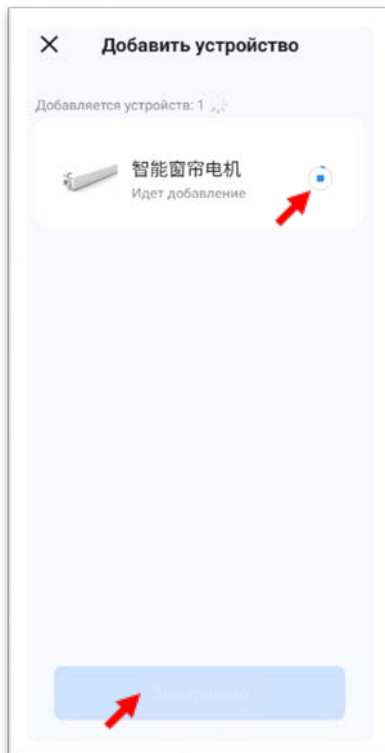 Добавить устройство
Добавляется устройств: 1
智能窗帘电机
Идет добавление